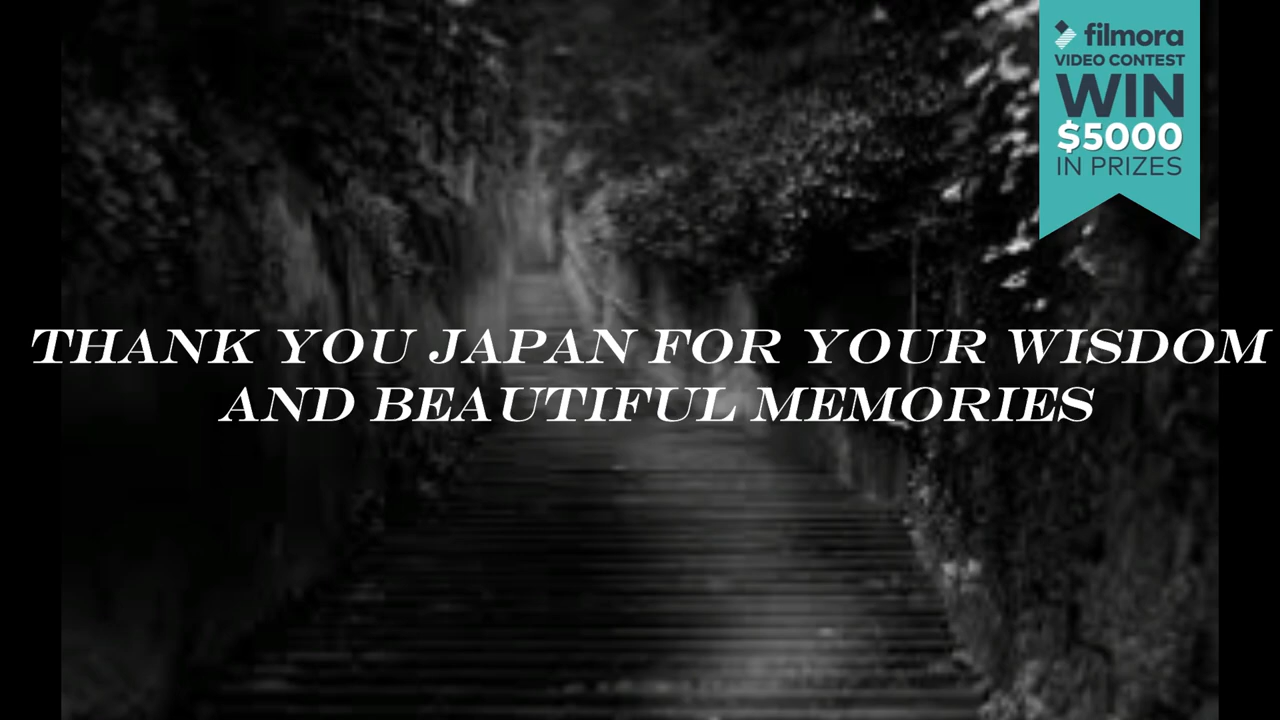 filmora
VIDEO CONTEST
WIN
$5000
IN PRIZES
THANK YOU JAPAN FOR YOUR WISDOM
AND BEAUTIFUL MEMORIES